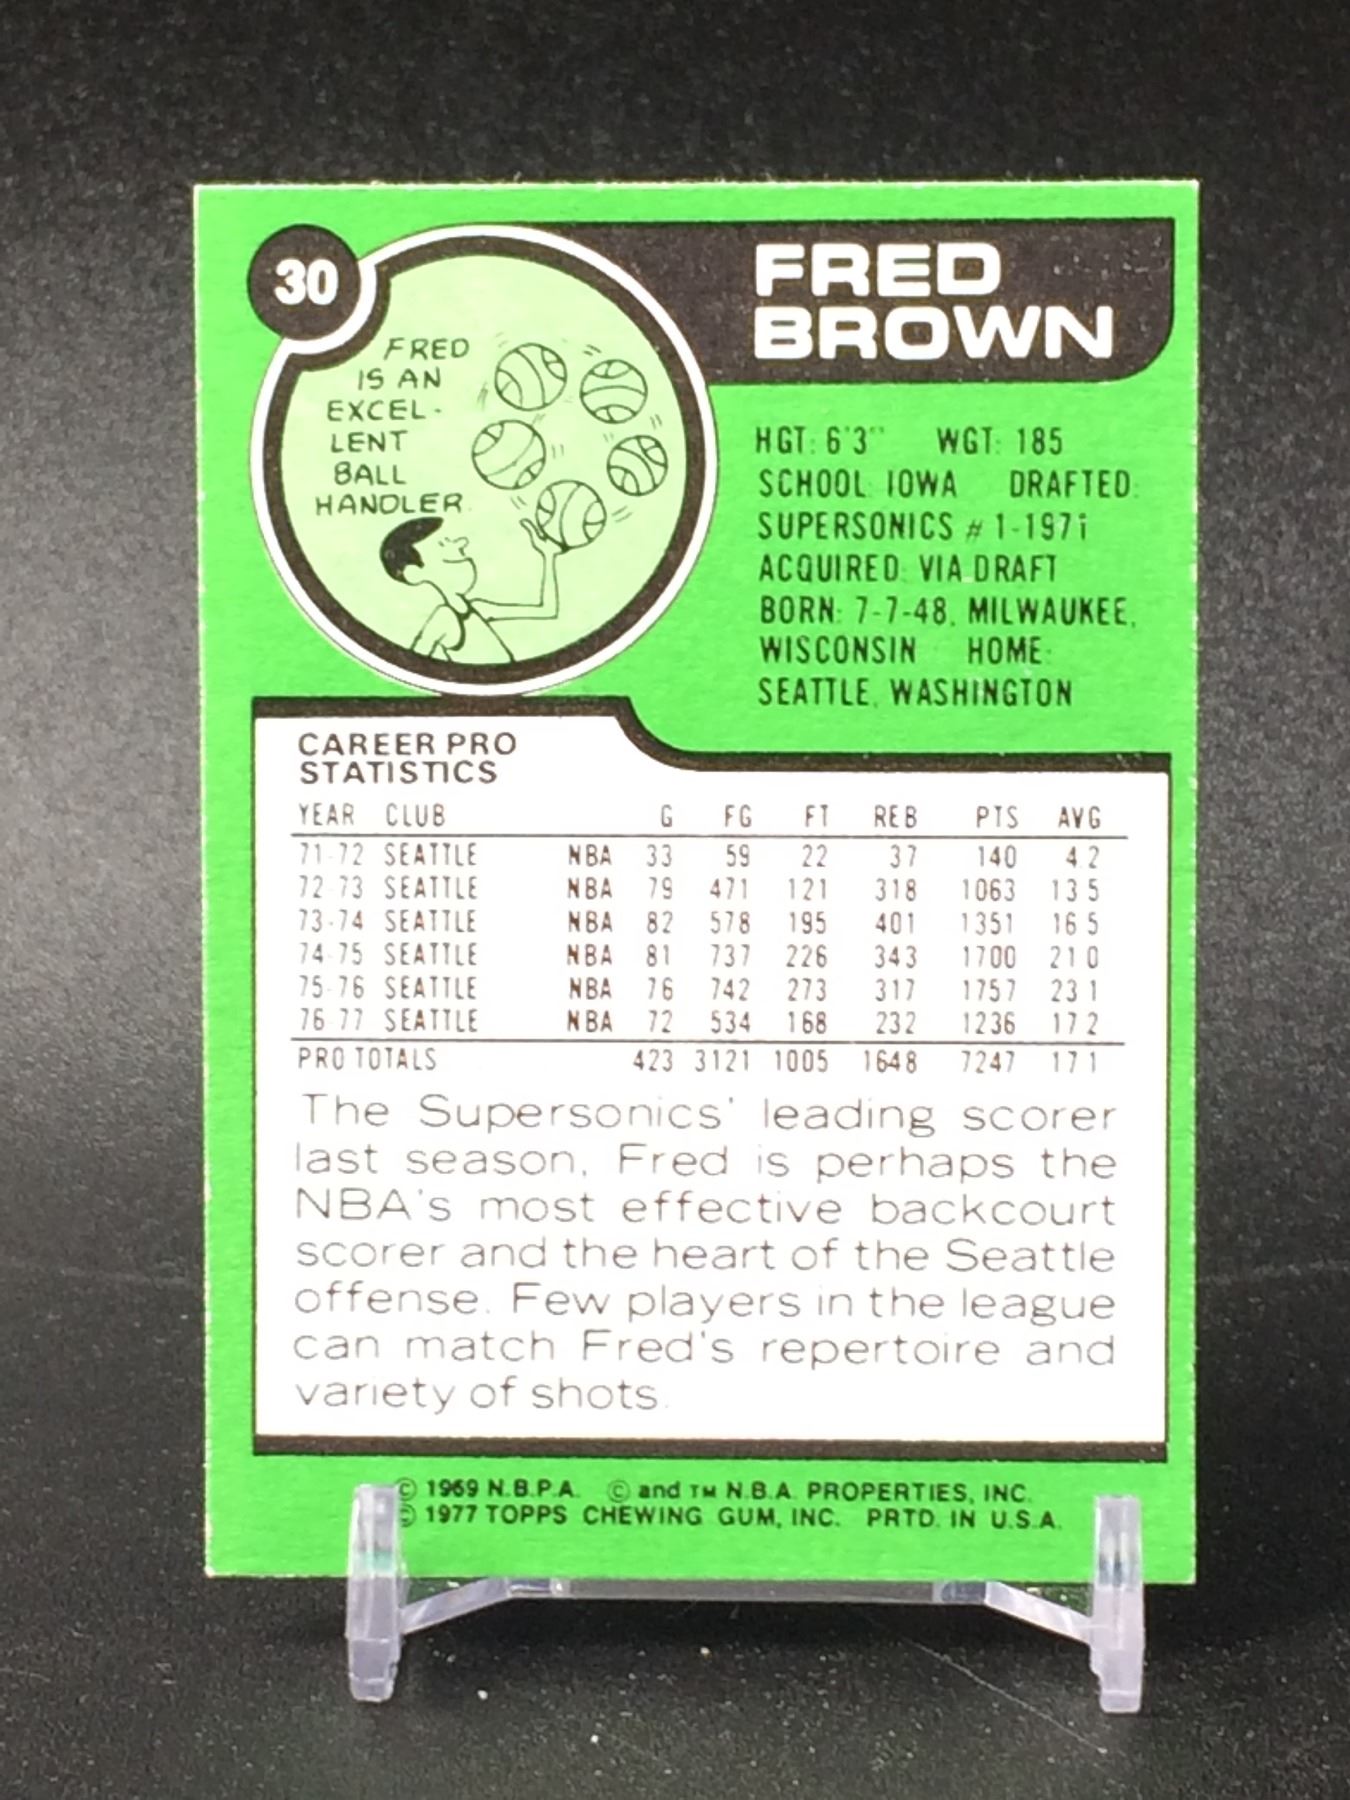 30
FRED
BROWN
FRED
IS AN
EXCEL-
LENT
BALL
HANDLER
HGT: 6'3" WGT: 185
SCHOOL: IOWA DRAFTED:
SUPERSONICS # 1-1971
ACQUIRED: VIA DRAFT
BORN: 7-7-48, MILWAUKEE,
WISCONSIN HOME:
SEATTLE, WASHINGTON
CAREER PRO
STATISTICS
YEAR CLUB G FG FT REB PTS AVG
71-72 SEATTLE NBA 33 59 22 37 140 4.2
72-73 SEATTLE NBA 79 471 121 318 1063 13.5
73-74 SEATTLE NBA 82 578 195 401 1351 16.5
74-75 SEATTLE NBA 81 737 226 343 1700 21.0
75-76 SEATTLE NBA 76 742 273 317 1757 23.1
76-77 SEATTLE NBA 72 534 168 232 1236 17.2
PRO TOTALS 423 3121 1005 1648 7247 17.1
The Supersonics' leading scorer
last season, Fred is perhaps the
NBA's most effective backcourt
scorer and the heart of the Seattle
offense. Few players in the league
can match Fred's repertoire and
variety of shots.
© 1969 N.B.P.A. © and TM N.B.A. PROPERTIES, INC.
© 1977 TOPPS CHEWING GUM, INC. PRTD. IN U.S.A.